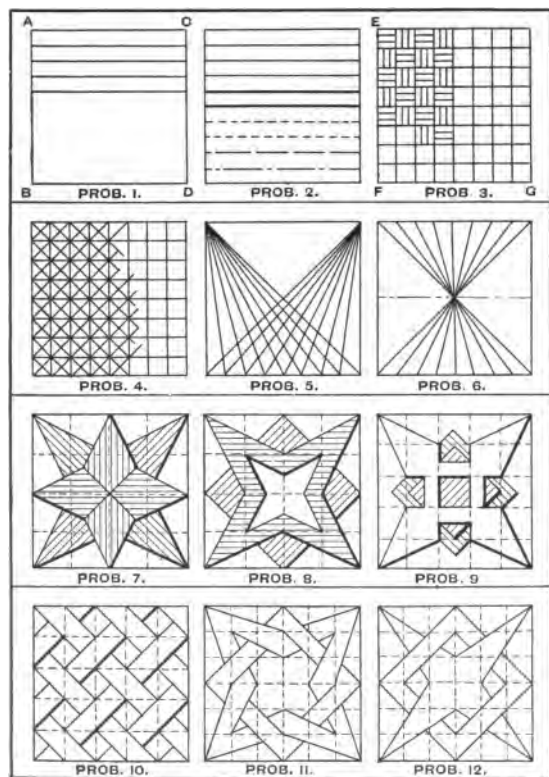 A C E
B PROB. 1. D PROB. 2. F PROB. 3. G
PROB. 4. PROB. 5. PROB. 6.
PROB. 7. PROB. 8. PROB. 9
PROB. 10. PROB. 11. PROB. 12.